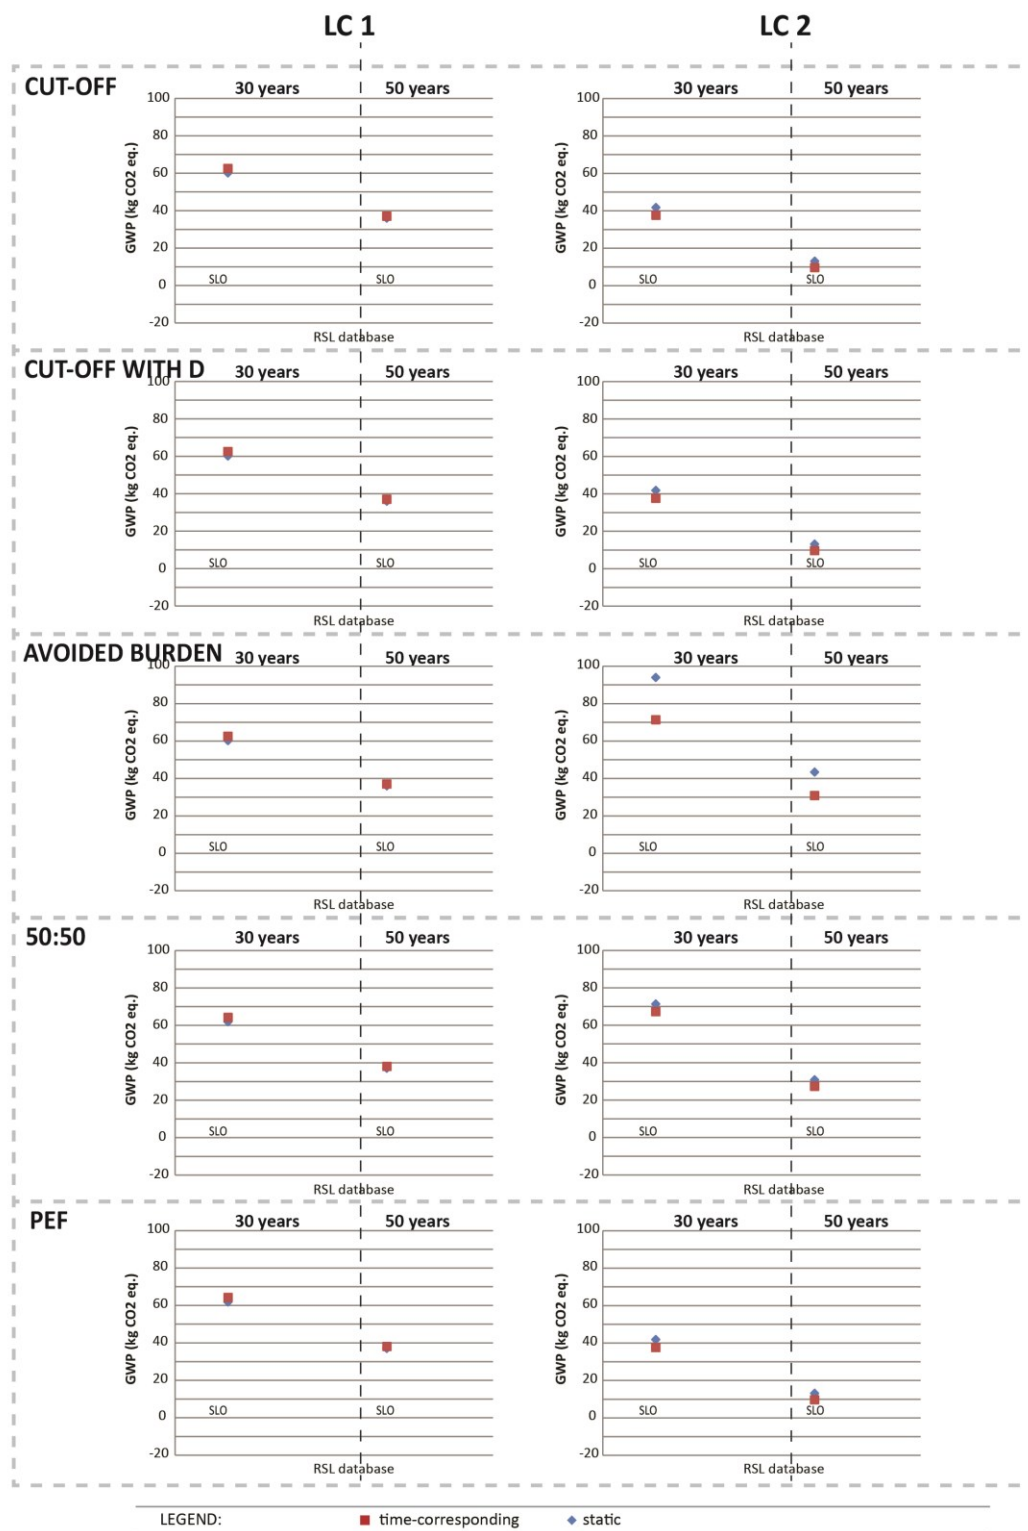 LC 1 LC 2
CUT-OFF
30 years 50 years 30 years 50 years
GWP (kg CO2 eq.)
100
80
60
40
20
0
-20
SLO SLO
RSL database
GWP (kg CO2 eq.)
100
80
60
40
20
0
-20
SLO SLO
RSL database
CUT-OFF WITH D
30 years 50 years 30 years 50 years
GWP (kg CO2 eq.)
100
80
60
40
20
0
-20
SLO SLO
RSL database
GWP (kg CO2 eq.)
100
80
60
40
20
0
-20
SLO SLO
RSL database
AVOIDED BURDEN
30 years 50 years 30 years 50 years
GWP (kg CO2 eq.)
100
80
60
40
20
0
-20
SLO SLO
RSL database
GWP (kg CO2 eq.)
100
80
60
40
20
0
-20
SLO SLO
RSL database
50:50
30 years 50 years 30 years 50 years
GWP (kg CO2 eq.)
100
80
60
40
20
0
-20
SLO SLO
RSL database
GWP (kg CO2 eq.)
100
80
60
40
20
0
-20
SLO SLO
RSL database
PEF
30 years 50 years 30 years 50 years
GWP (kg CO2 eq.)
100
80
60
40
20
0
-20
SLO SLO
RSL database
GWP (kg CO2 eq.)
100
80
60
40
20
0
-20
SLO SLO
RSL database
LEGEND: time-corresponding static